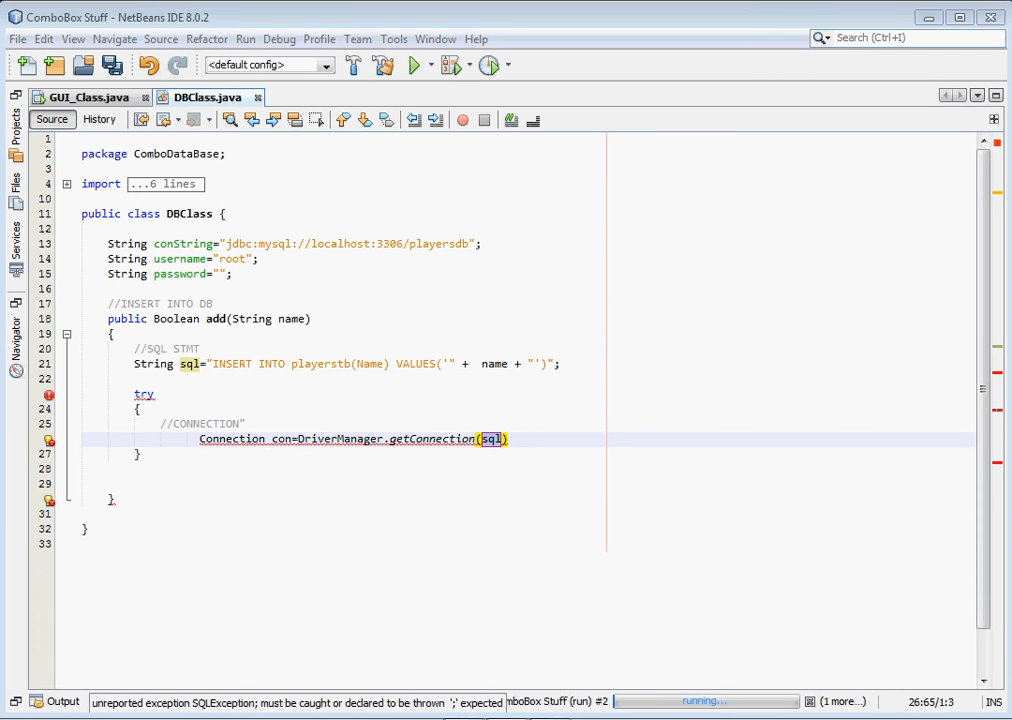 ComboBox Stuff - NetBeans IDE 8.0.2
File Edit View Navigate Source Refactor Run Debug Profile Team Tools Window Help
Search (Ctrl+I)
<default config>
GUI_Class.java
DBClass.java
Source History
Projects
Files
Services
Navigator
1
2 package ComboDataBase;
3
4 import ...6 lines
10
11 public class DBClass {
12
13 String conString="jdbc:mysql://localhost:3306/playersdb";
14 String username="root";
15 String password="";
16
17 //INSERT INTO DB
18 public Boolean add(String name)
19 {
20 //SQL STMT
21 String sql="INSERT INTO playerstb(Name) VALUES('" + name + "')";
22
try
24 {
25 //CONNECTION"
Connection con=DriverManager.getConnection(sql)
27 }
28
29
}
31
32 }
33
Output
unreported exception SQLException; must be caught or declared to be thrown ';' expected
mboBox Stuff (run) #2
running...
(1 more...)
26:65/1:3
INS